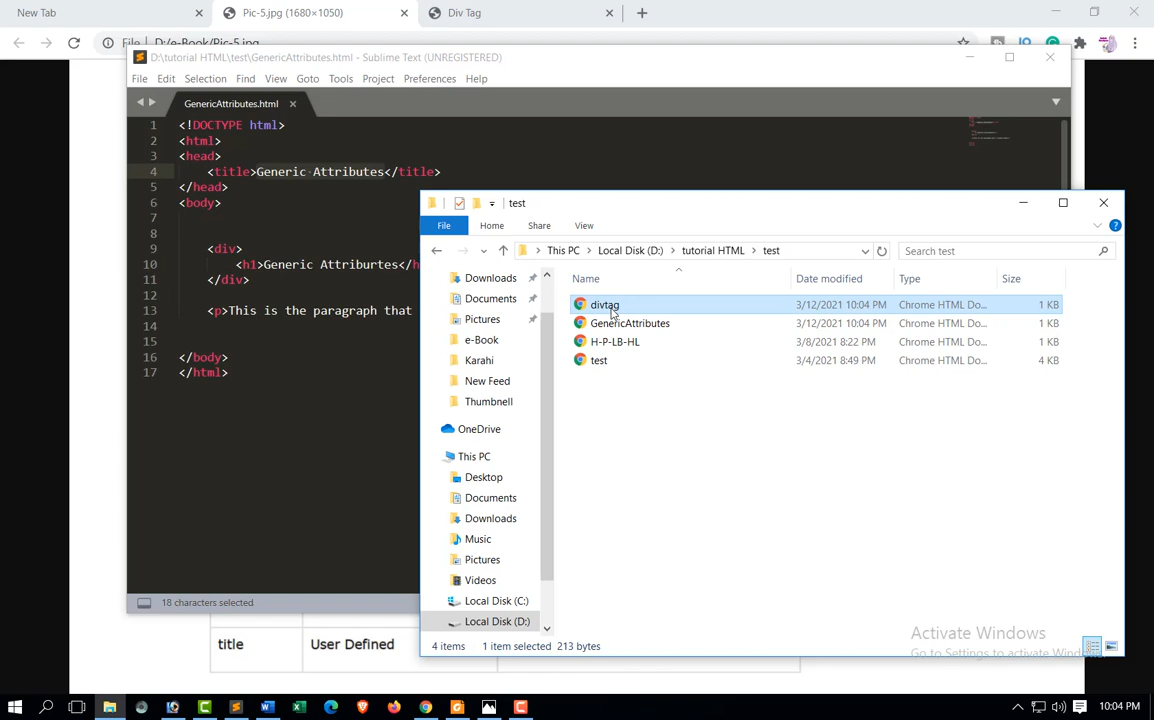 New Tab
Pic-5.jpg (1680×1050)
Div Tag
File D:/e-Book/Pic-5.jpg
D:\tutorial HTML\test\GenericAttributes.html - Sublime Text (UNREGISTERED)
File Edit Selection Find View Goto Tools Project Preferences Help
GenericAttributes.html
1 <!DOCTYPE html>
2 <html>
3 <head>
4 <title>Generic Attributes</title>
5 </head>
6 <body>
7
8
9 <div>
10 <h1>Generic Attriburtes</h
11 </div>
12
13 <p>This is the paragraph that
14
15
16 </body>
17 </html>
18 characters selected
test
File Home Share View
This PC Local Disk (D:) tutorial HTML test
Search test
Name Date modified Type Size
divtag 3/12/2021 10:04 PM Chrome HTML Do... 1 KB
GenericAttributes 3/12/2021 10:04 PM Chrome HTML Do... 1 KB
H-P-LB-HL 3/8/2021 8:22 PM Chrome HTML Do... 1 KB
test 3/4/2021 8:49 PM Chrome HTML Do... 4 KB
Downloads
Documents
Pictures
e-Book
Karahi
New Feed
Thumbnell
OneDrive
This PC
Desktop
Documents
Downloads
Music
Pictures
Videos
Local Disk (C:)
Local Disk (D:)
4 items 1 item selected 213 bytes
title User Defined
Activate Windows
Go to Settings to activate Windows.
10:04 PM